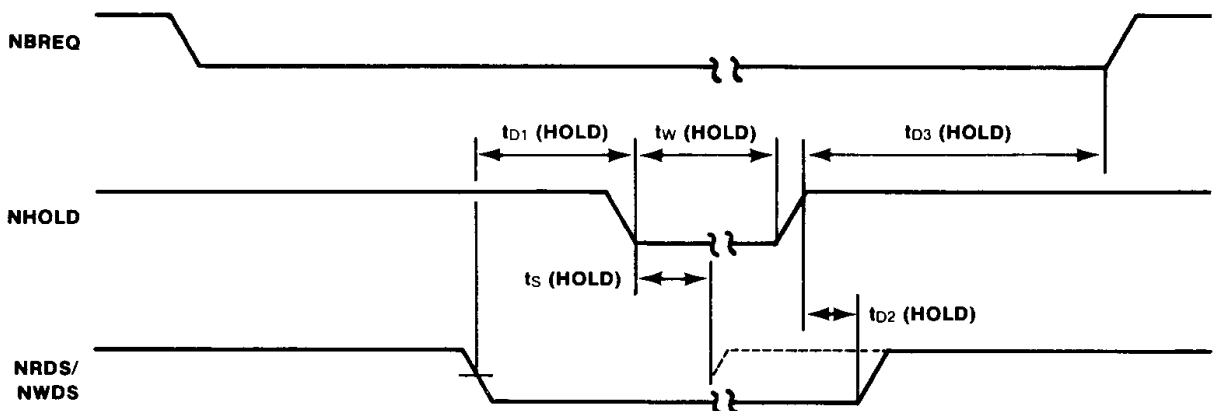 NBREQ
tD1 (HOLD) tW (HOLD) tD3 (HOLD)
NHOLD
tS (HOLD)
tD2 (HOLD)
NRDS/
NWDS